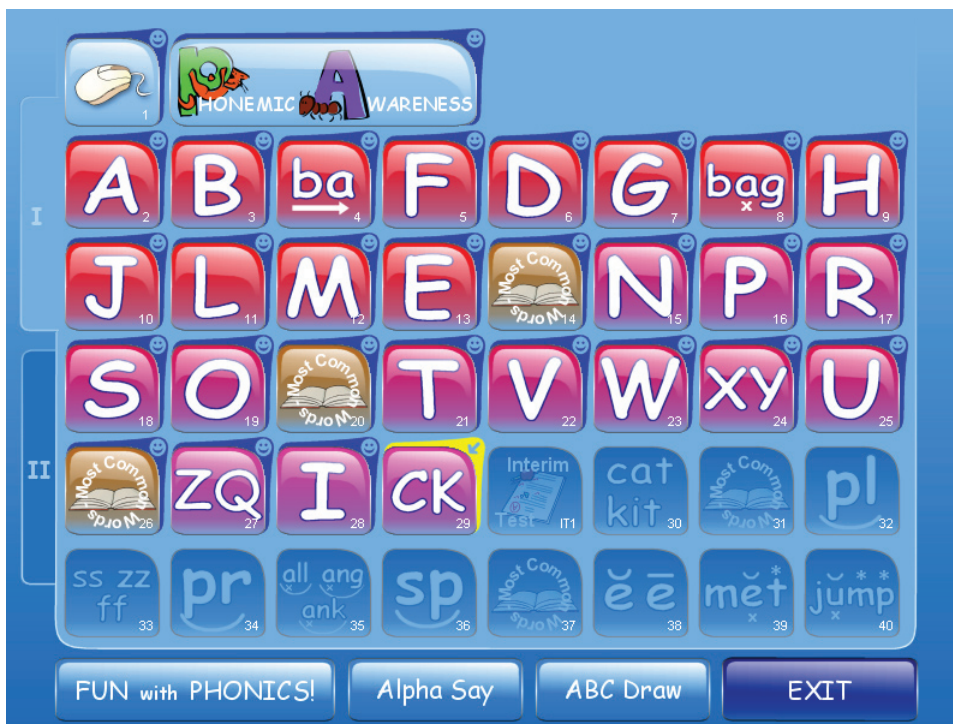 1 PHONEMIC AWARENESS
I
A 2 B 3 ba 4 F 5 D 6 G 7 bag x 8 H 9
J 10 L 11 M 12 E 13 Most Common Words - 14 N 15 P 16 R 17
S 18 O 19 Most Common Words - 20 T 21 V 22 W 23 XY 24 U 25
II
Most Common Words - 26 ZQ 27 I 28 CK 29 Interim Test IT1 cat kit 30 Most Common Words - 31 pl 32
ss zz ff 33 pr 34 all ang ank x 35 sp 36 Most Common Words - 37 ĕ ē 38 mĕt * x 39 jŭmp * * x 40
FUN with PHONICS! Alpha Say ABC Draw EXIT